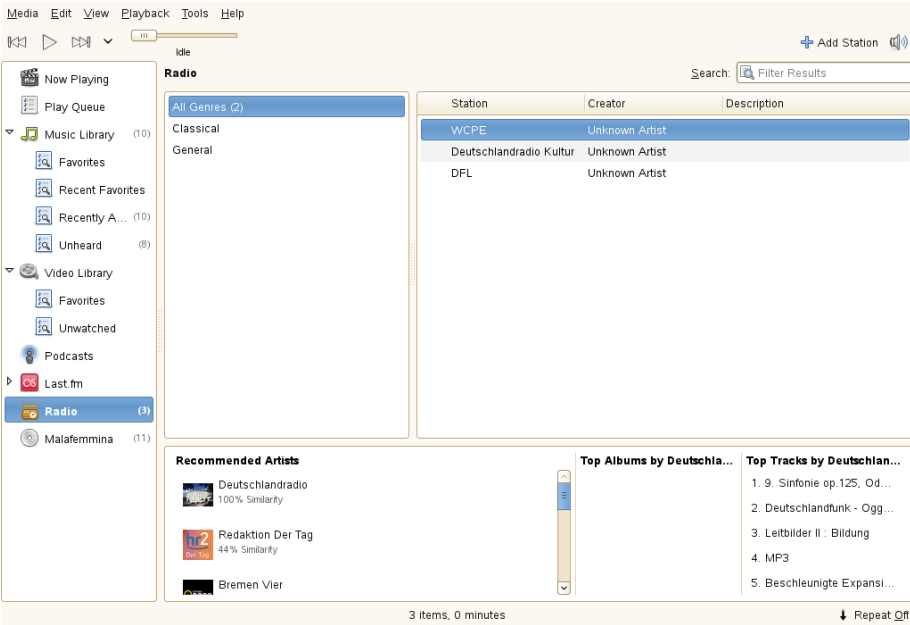 Media Edit View Playback Tools Help
Idle
Add Station
Now Playing
Play Queue
Music Library (10)
Favorites
Recent Favorites
Recently A... (10)
Unheard (8)
Video Library
Favorites
Unwatched
Podcasts
Last.fm
Radio (3)
Malafemmina (11)
Radio
Search: Filter Results
All Genres (2)
Classical
General
Station Creator Description
WCPE Unknown Artist
Deutschlandradio Kultur Unknown Artist
DFL Unknown Artist
Recommended Artists
Deutschlandradio
100% Similarity
hr2
Der Tag
Redaktion Der Tag
44% Similarity
Bremen Vier
Top Albums by Deutschla...
Top Tracks by Deutschlan...
1. 9. Sinfonie op.125, Od...
2. Deutschlandfunk - Ogg...
3. Leitbilder II : Bildung
4. MP3
5. Beschleunigte Expansi...
3 items, 0 minutes
Repeat Off